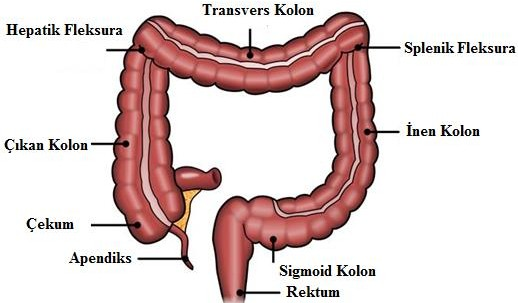 Transvers Kolon
Hepatik Fleksura
Splenik Fleksura
Çıkan Kolon
İnen Kolon
Çekum
Apendiks
Sigmoid Kolon
Rektum